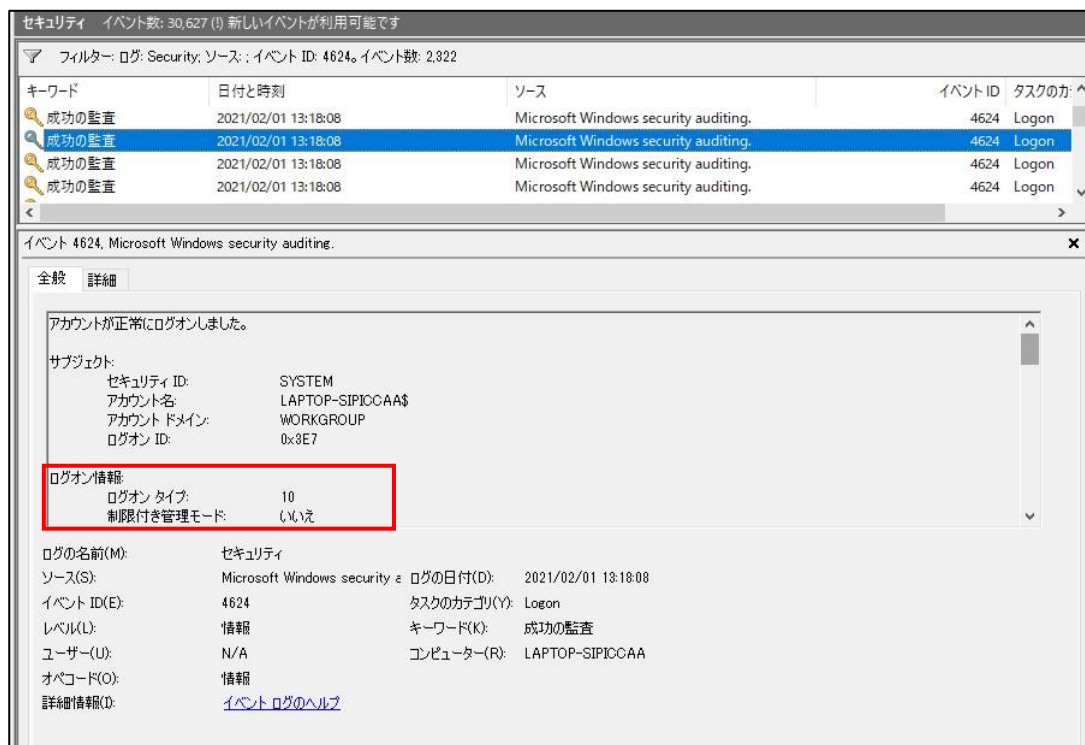 セキュリティ イベント数: 30,627 (!) 新しいイベントが利用可能です
フィルター: ログ: Security; ソース: ; イベント ID: 4624。イベント数: 2,322
キーワード 日付と時刻 ソース イベント ID タスクのカ
成功の監査 2021/02/01 13:18:08 Microsoft Windows security auditing. 4624 Logon
成功の監査 2021/02/01 13:18:08 Microsoft Windows security auditing. 4624 Logon
成功の監査 2021/02/01 13:18:08 Microsoft Windows security auditing. 4624 Logon
成功の監査 2021/02/01 13:18:08 Microsoft Windows security auditing. 4624 Logon
イベント 4624, Microsoft Windows security auditing.
全般 詳細
アカウントが正常にログオンしました。
サブジェクト:
セキュリティ ID: SYSTEM
アカウント名: LAPTOP-SIPICCAA$
アカウント ドメイン: WORKGROUP
ログオン ID: 0x3E7
ログオン情報:
ログオン タイプ: 10
制限付き管理モード: いいえ
ログの名前(M): セキュリティ
ソース(S): Microsoft Windows security a ログの日付(D): 2021/02/01 13:18:08
イベント ID(E): 4624 タスクのカテゴリ(Y): Logon
レベル(L): 情報 キーワード(K): 成功の監査
ユーザー(U): N/A コンピューター(R): LAPTOP-SIPICCAA
オペコード(O): 情報
詳細情報(I): イベント ログのヘルプ